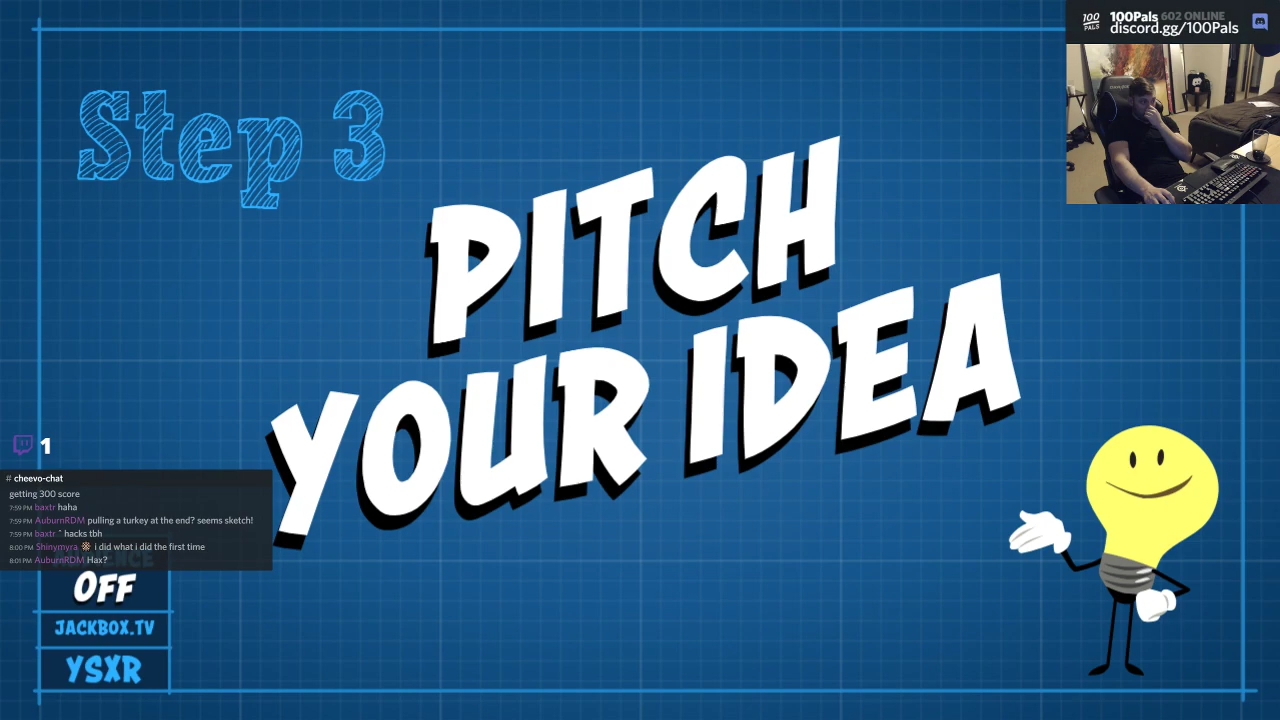 100 PALS
100Pals 602 ONLINE
discord.gg/100Pals
Step 3
PITCH
YOUR IDEA
1
# cheevo-chat
getting 300 score
7:59 PM baxtr haha
7:59 PM AuburnRDM pulling a turkey at the end? seems sketch!
7:59 PM baxtr ^ hacks tbh
8:00 PM Shinymyra i did what i did the first time
8:01 PM AuburnRDM Hax?
OFF
JACKBOX.TV
YSXR